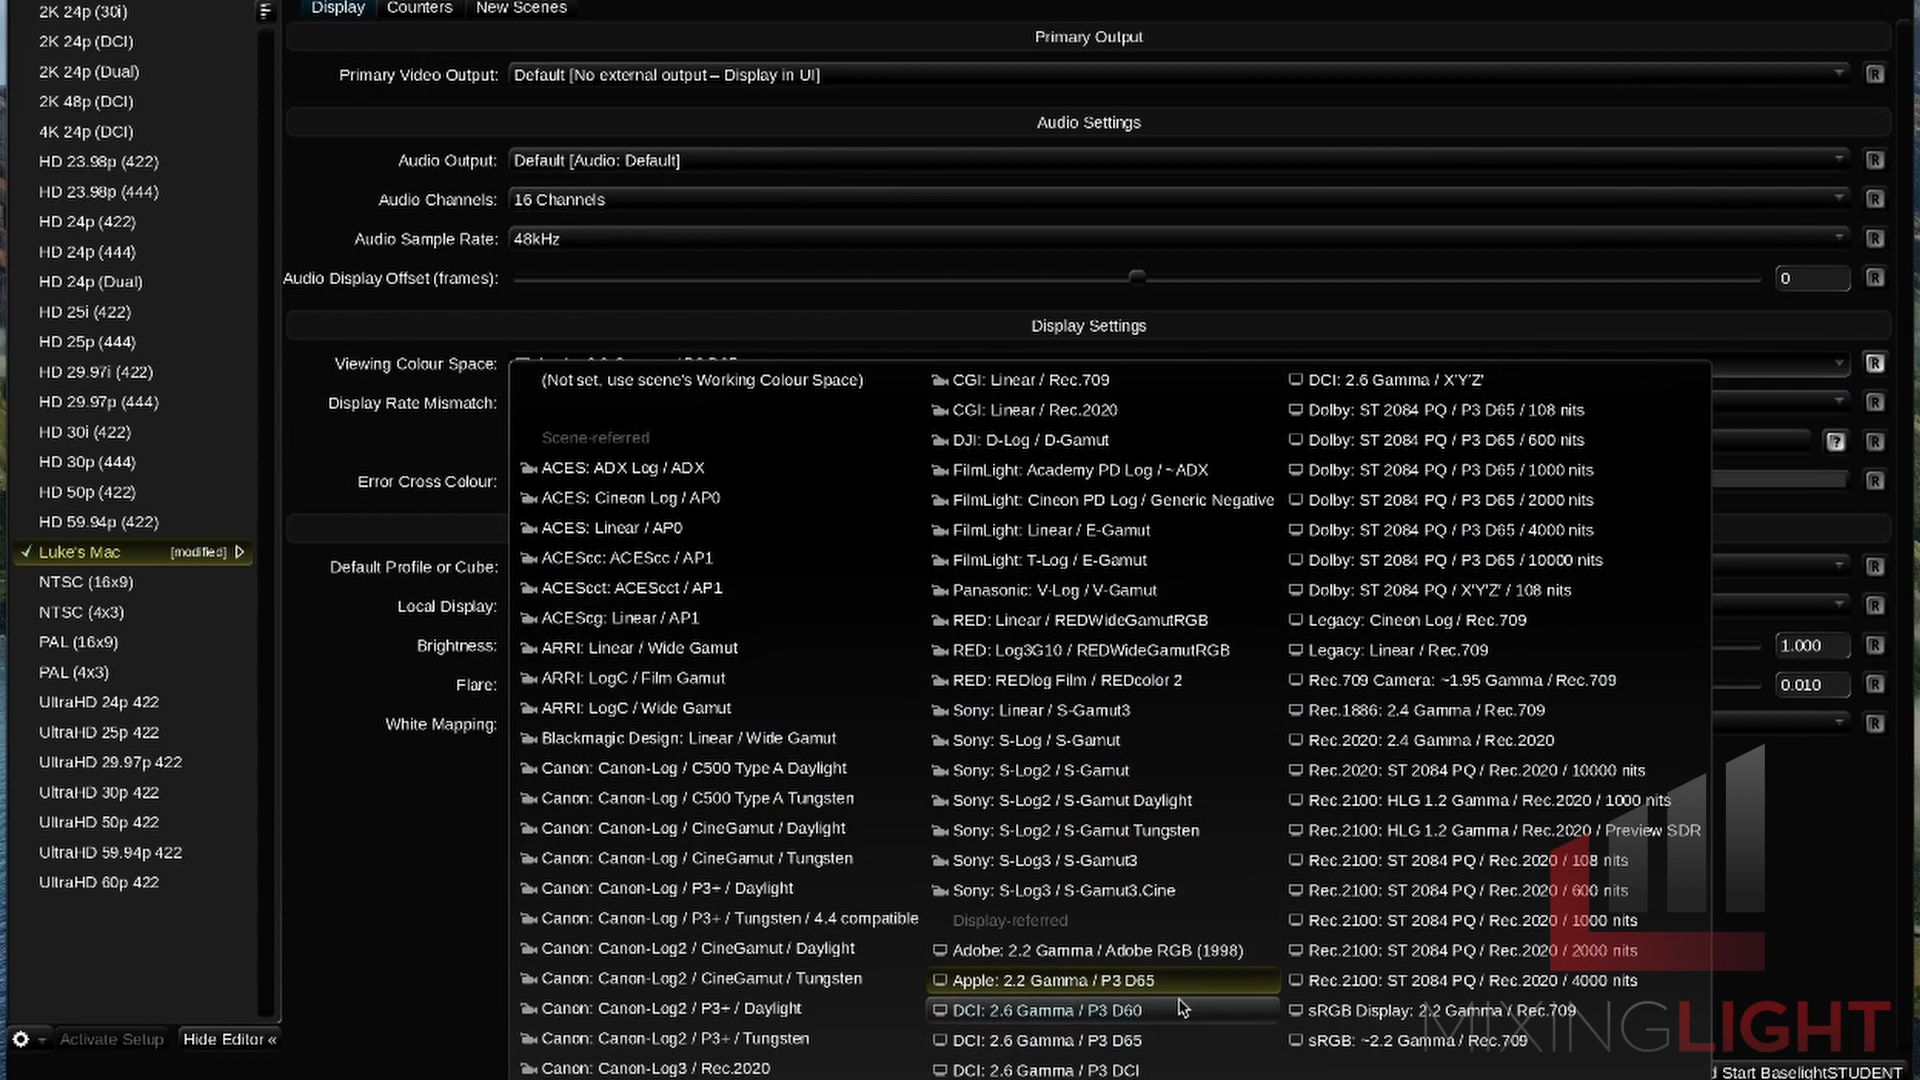 2K 24p (30i)
2K 24p (DCI)
2K 24p (Dual)
2K 48p (DCI)
4K 24p (DCI)
HD 23.98p (422)
HD 23.98p (444)
HD 24p (422)
HD 24p (444)
HD 24p (Dual)
HD 25i (422)
HD 25p (444)
HD 29.97i (422)
HD 29.97p (444)
HD 30i (422)
HD 30p (444)
HD 50p (422)
HD 59.94p (422)
Luke's Mac [modified]
NTSC (16x9)
NTSC (4x3)
PAL (16x9)
PAL (4x3)
UltraHD 24p 422
UltraHD 25p 422
UltraHD 29.97p 422
UltraHD 30p 422
UltraHD 50p 422
UltraHD 59.94p 422
UltraHD 60p 422
Activate Setup
Hide Editor «
Display Counters New Scenes
Primary Output
Primary Video Output: Default [No external output – Display in UI] R
Audio Settings
Audio Output: Default [Audio: Default] R
Audio Channels: 16 Channels R
Audio Sample Rate: 48kHz R
Audio Display Offset (frames): 0 R
Display Settings
Viewing Colour Space: R
Display Rate Mismatch: R
? R
Error Cross Colour: R
Default Profile or Cube: R
Local Display: R
Brightness: 1.000 R
Flare: 0.010 R
White Mapping: R
(Not set, use scene's Working Colour Space)
Scene-referred
ACES: ADX Log / ADX
ACES: Cineon Log / AP0
ACES: Linear / AP0
ACEScc: ACEScc / AP1
ACEScct: ACEScct / AP1
ACEScg: Linear / AP1
ARRI: Linear / Wide Gamut
ARRI: LogC / Film Gamut
ARRI: LogC / Wide Gamut
Blackmagic Design: Linear / Wide Gamut
Canon: Canon-Log / C500 Type A Daylight
Canon: Canon-Log / C500 Type A Tungsten
Canon: Canon-Log / CineGamut / Daylight
Canon: Canon-Log / CineGamut / Tungsten
Canon: Canon-Log / P3+ / Daylight
Canon: Canon-Log / P3+ / Tungsten / 4.4 compatible
Canon: Canon-Log2 / CineGamut / Daylight
Canon: Canon-Log2 / CineGamut / Tungsten
Canon: Canon-Log2 / P3+ / Daylight
Canon: Canon-Log2 / P3+ / Tungsten
Canon: Canon-Log3 / Rec.2020
CGI: Linear / Rec.709
CGI: Linear / Rec.2020
DJI: D-Log / D-Gamut
FilmLight: Academy PD Log / ~ADX
FilmLight: Cineon PD Log / Generic Negative
FilmLight: Linear / E-Gamut
FilmLight: T-Log / E-Gamut
Panasonic: V-Log / V-Gamut
RED: Linear / REDWideGamutRGB
RED: Log3G10 / REDWideGamutRGB
RED: REDlog Film / REDcolor 2
Sony: Linear / S-Gamut3
Sony: S-Log / S-Gamut
Sony: S-Log2 / S-Gamut
Sony: S-Log2 / S-Gamut Daylight
Sony: S-Log2 / S-Gamut Tungsten
Sony: S-Log3 / S-Gamut3
Sony: S-Log3 / S-Gamut3.Cine
Display-referred
Adobe: 2.2 Gamma / Adobe RGB (1998)
Apple: 2.2 Gamma / P3 D65
DCI: 2.6 Gamma / P3 D60
DCI: 2.6 Gamma / P3 D65
DCI: 2.6 Gamma / P3 DCI
DCI: 2.6 Gamma / X'Y'Z'
Dolby: ST 2084 PQ / P3 D65 / 108 nits
Dolby: ST 2084 PQ / P3 D65 / 600 nits
Dolby: ST 2084 PQ / P3 D65 / 1000 nits
Dolby: ST 2084 PQ / P3 D65 / 2000 nits
Dolby: ST 2084 PQ / P3 D65 / 4000 nits
Dolby: ST 2084 PQ / P3 D65 / 10000 nits
Dolby: ST 2084 PQ / X'Y'Z' / 108 nits
Legacy: Cineon Log / Rec.709
Legacy: Linear / Rec.709
Rec.709 Camera: ~1.95 Gamma / Rec.709
Rec.1886: 2.4 Gamma / Rec.709
Rec.2020: 2.4 Gamma / Rec.2020
Rec.2020: ST 2084 PQ / Rec.2020 / 10000 nits
Rec.2100: HLG 1.2 Gamma / Rec.2020 / 1000 nits
Rec.2100: HLG 1.2 Gamma / Rec.2020 / Preview SDR
Rec.2100: ST 2084 PQ / Rec.2020 / 108 nits
Rec.2100: ST 2084 PQ / Rec.2020 / 600 nits
Rec.2100: ST 2084 PQ / Rec.2020 / 1000 nits
Rec.2100: ST 2084 PQ / Rec.2020 / 2000 nits
Rec.2100: ST 2084 PQ / Rec.2020 / 4000 nits
sRGB Display: 2.2 Gamma / Rec.709
sRGB: ~2.2 Gamma / Rec.709
MIXINGLIGHT
Start BaselightSTUDENT